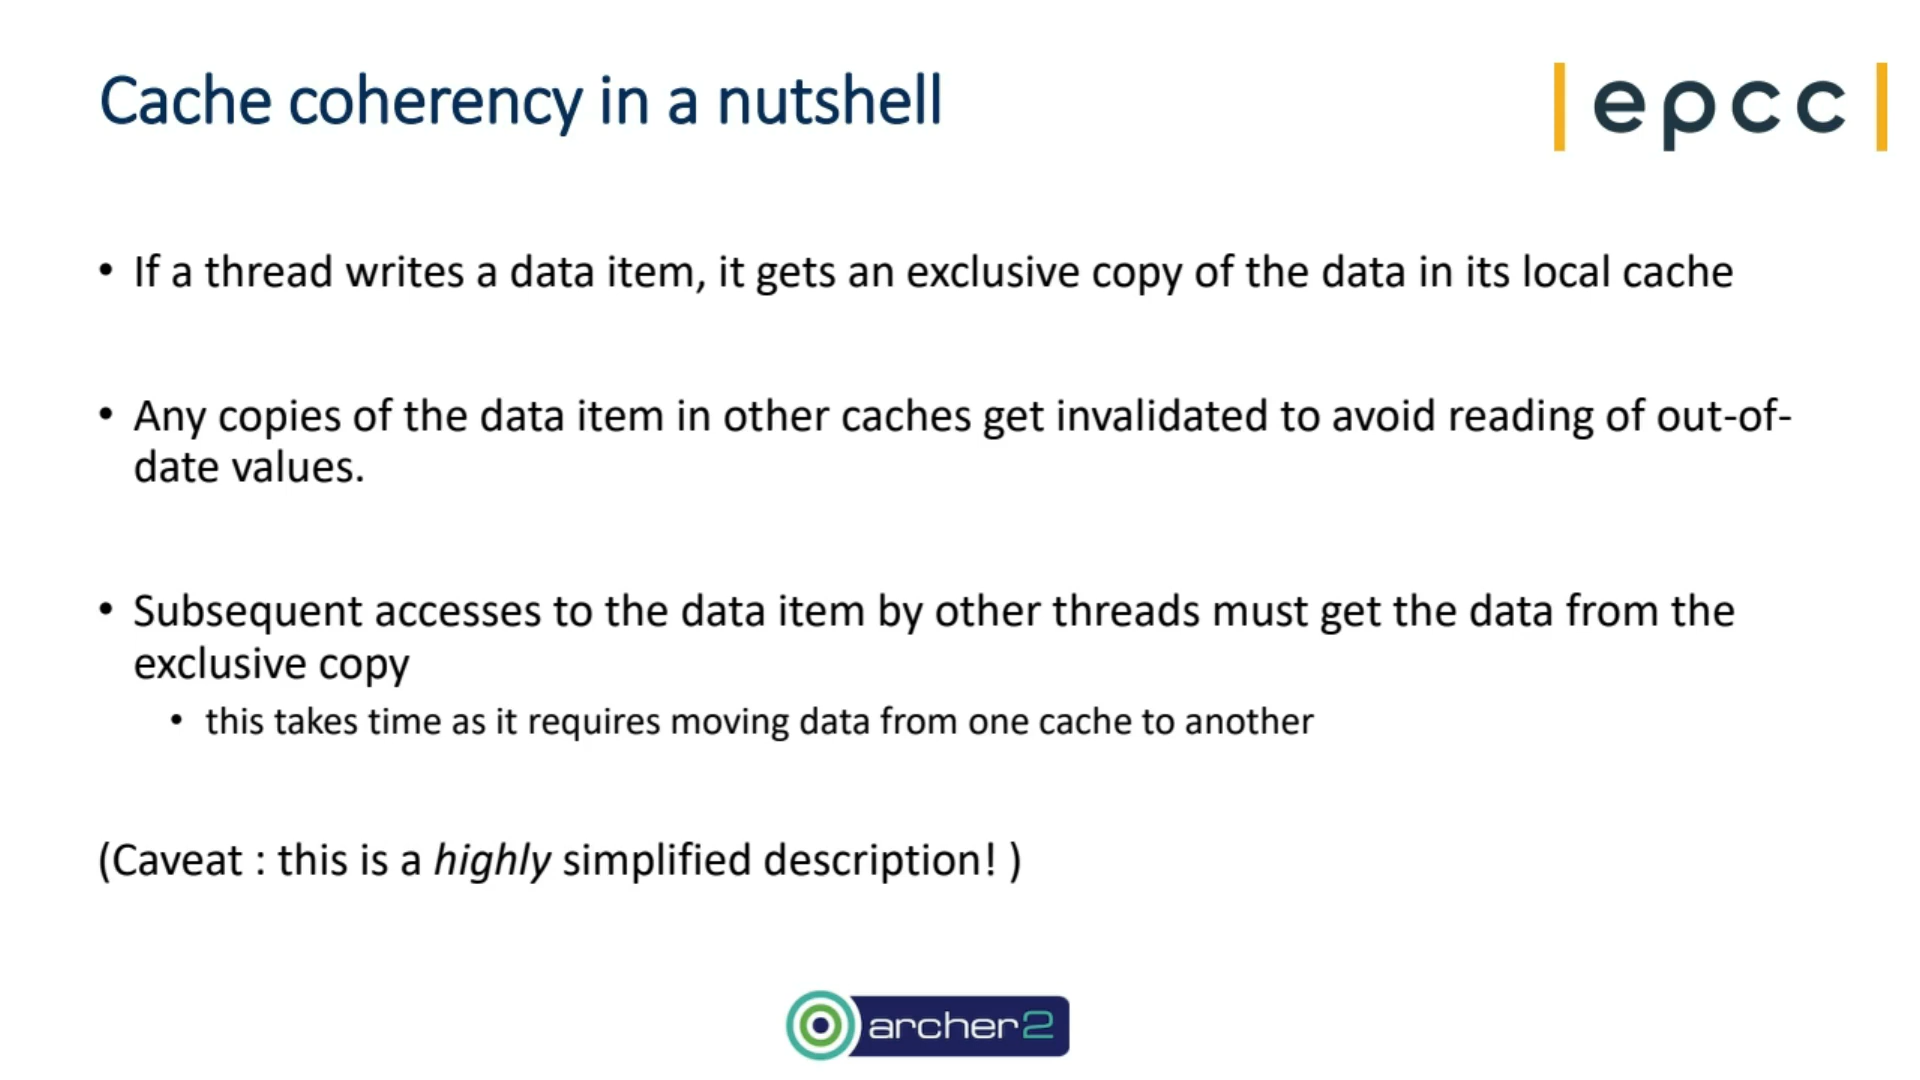 Cache coherency in a nutshell
|epcc|
• If a thread writes a data item, it gets an exclusive copy of the data in its local cache
• Any copies of the data item in other caches get invalidated to avoid reading of out-of-
date values.
• Subsequent accesses to the data item by other threads must get the data from the
exclusive copy
• this takes time as it requires moving data from one cache to another
(Caveat : this is a highly simplified description! )
archer2